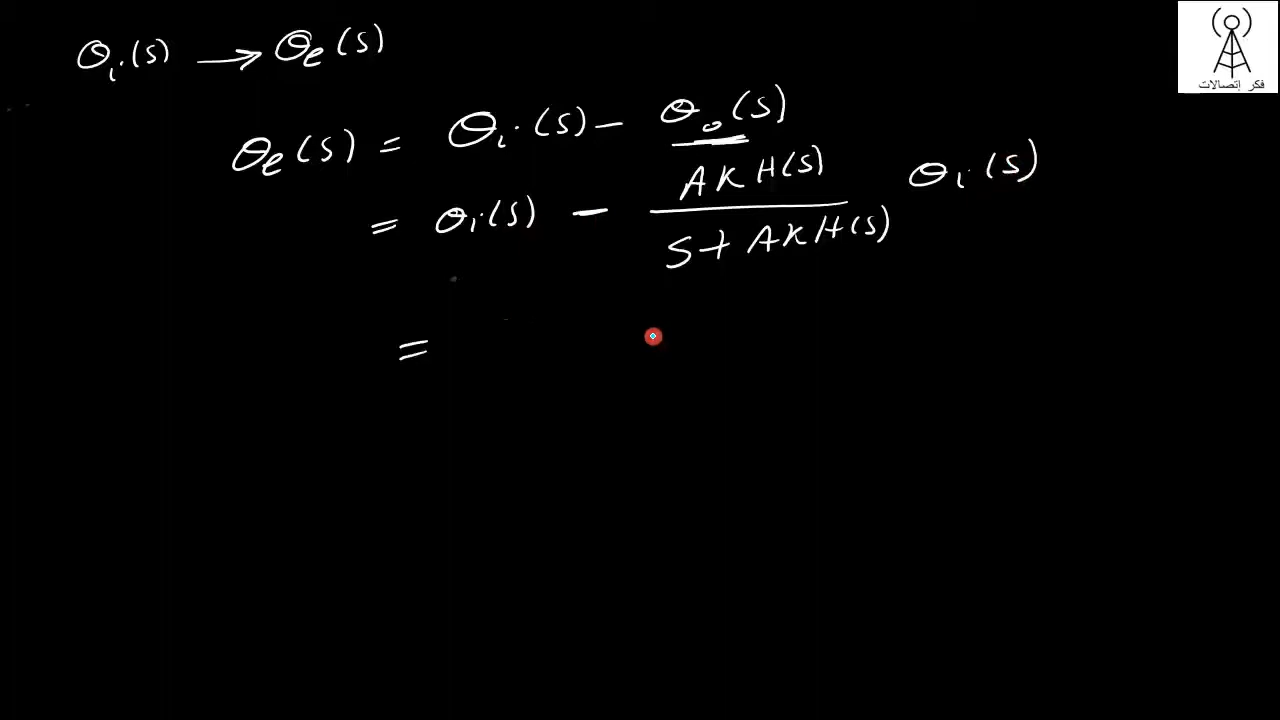 θi(s) → θe(s)
فكر إتصالات
θe(s) = θi(s) − θo(s)
= θi(s) − AKH(s) / S + AKH(s) θi(s)
=